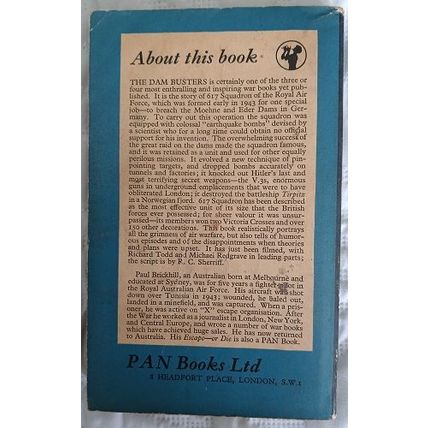 About this book
THE DAM BUSTERS is certainly one of the three or
four most enthralling and inspiring war books yet pub-
lished. It is the story of 617 Squadron of the Royal Air
Force, which was formed early in 1943 for one special
job—to breach the Moehne and Eder Dams in Ger-
many. To carry out this operation the squadron was
equipped with colossal "earthquake bombs" devised by
a scientist who for a long time could obtain no official
support for his invention. The overwhelming success of
the great raid on the dams made the squadron famous,
and it was retained as a unit and used for other equally
perilous missions. It evolved a new technique of pin-
pointing targets, and dropped bombs accurately on
tunnels and factories; it knocked out Hitler's last and
most terrifying secret weapons—the V.3s, enormous
guns in underground emplacements that were to have
obliterated London; it destroyed the battleship Tirpitz
in a Norwegian fjord. 617 Squadron has been described
as the most effective unit of its size that the British
forces ever possessed; for sheer valour it was unsur-
passed—its members won two Victoria Crosses and over
150 other decorations. This book realistically portrays
all the grimness of air warfare, but also tells of humor-
ous episodes and of the disappointments when theories
and plans were upset. It has just been filmed, with
Richard Todd and Michael Redgrave in leading parts;
the script is by R. C. Sherriff.
Paul Brickhill, an Australian born at Melbourne and
educated at Sydney, was for five years a fighter pilot in
the Royal Australian Air Force. His aircraft was shot
down over Tunisia in 1943; wounded, he baled out,
landed in a minefield, and was captured. When a pris-
oner, he was active on "X" escape organisation. After
the War he worked as a journalist in London, New York,
and Central Europe, and wrote a number of war books
which have achieved huge sales. He has now returned
to Australia. His Escape—or Die is also a PAN Book.
PAN Books Ltd
8 HEADFORT PLACE, LONDON, S.W.1